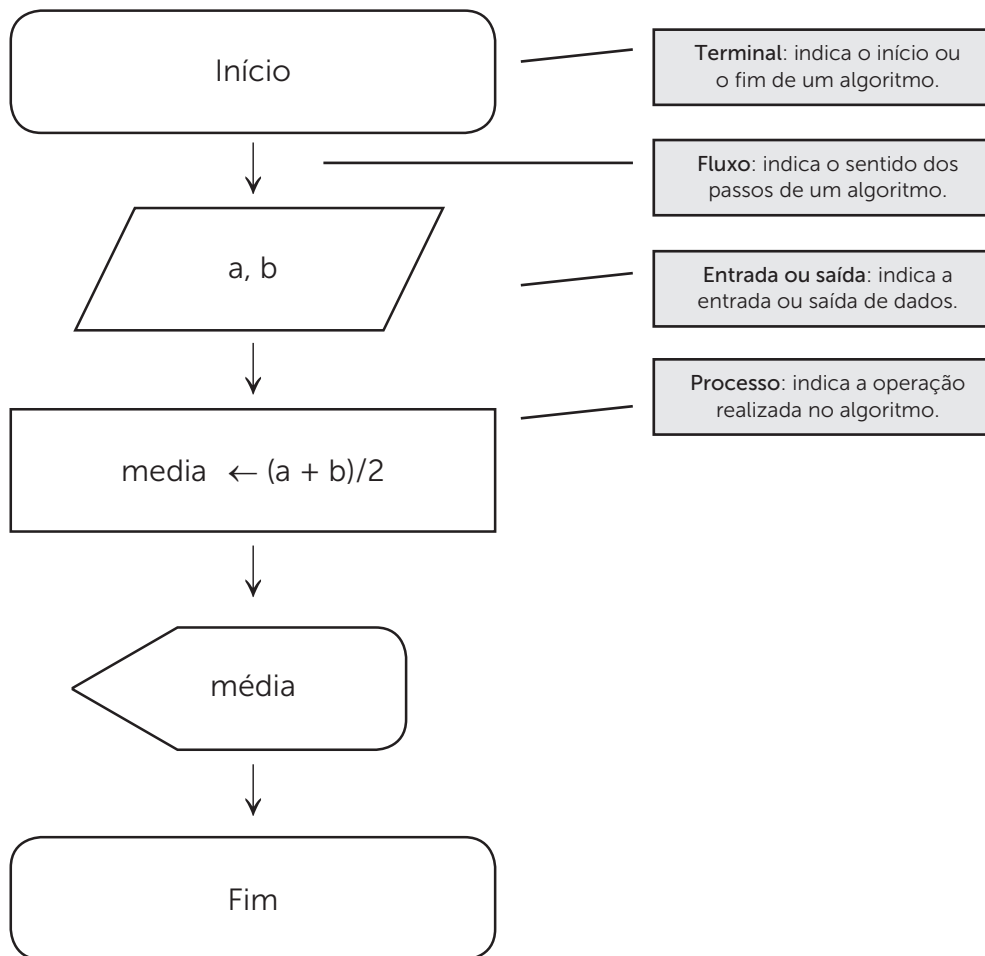 Início
Terminal: indica o início ou
o fim de um algoritmo.
Fluxo: indica o sentido dos
passos de um algoritmo.
a, b
Entrada ou saída: indica a
entrada ou saída de dados.
Processo: indica a operação
realizada no algoritmo.
media ← (a + b)/2
média
Fim